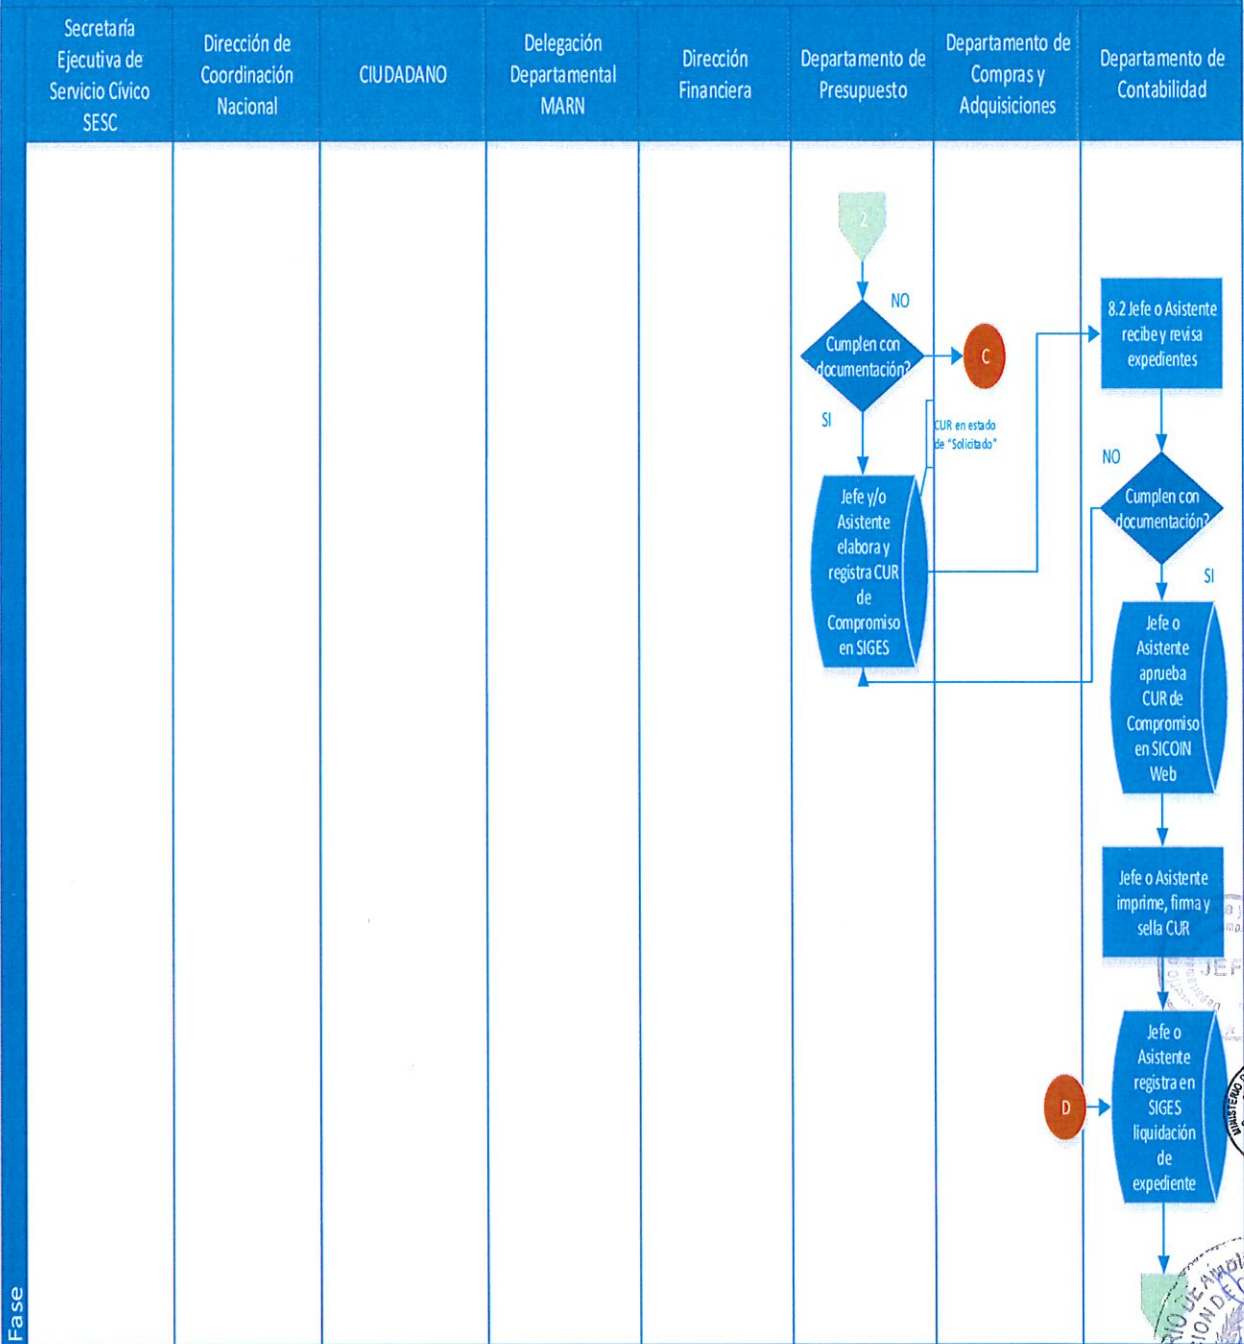 Secretaría
Ejecutiva de
Servicio Cívico
SESC
Dirección de
Coordinación
Nacional
CIUDADANO
Delegación
Departamental
MARN
Dirección
Financiera
Departamento de
Presupuesto
Departamento de
Compras y
Adquisiciones
Departamento de
Contabilidad
2
NO
Cumplen con
documentación?
C
SI
CUR en estado
de "Solicitado"
Jefe y/o
Asistente
elabora y
registra CUR
de
Compromiso
en SIGES
8.2 Jefe o Asistente
recibe y revisa
expedientes
NO
Cumplen con
documentación?
SI
Jefe o
Asistente
aprueba
CUR de
Compromiso
en SICOIN
Web
Jefe o Asistente
imprime, firma y
sella CUR
JEF
D
Jefe o
Asistente
registra en
SIGES
liquidación
de
expediente
MINISTERIO D
Fase